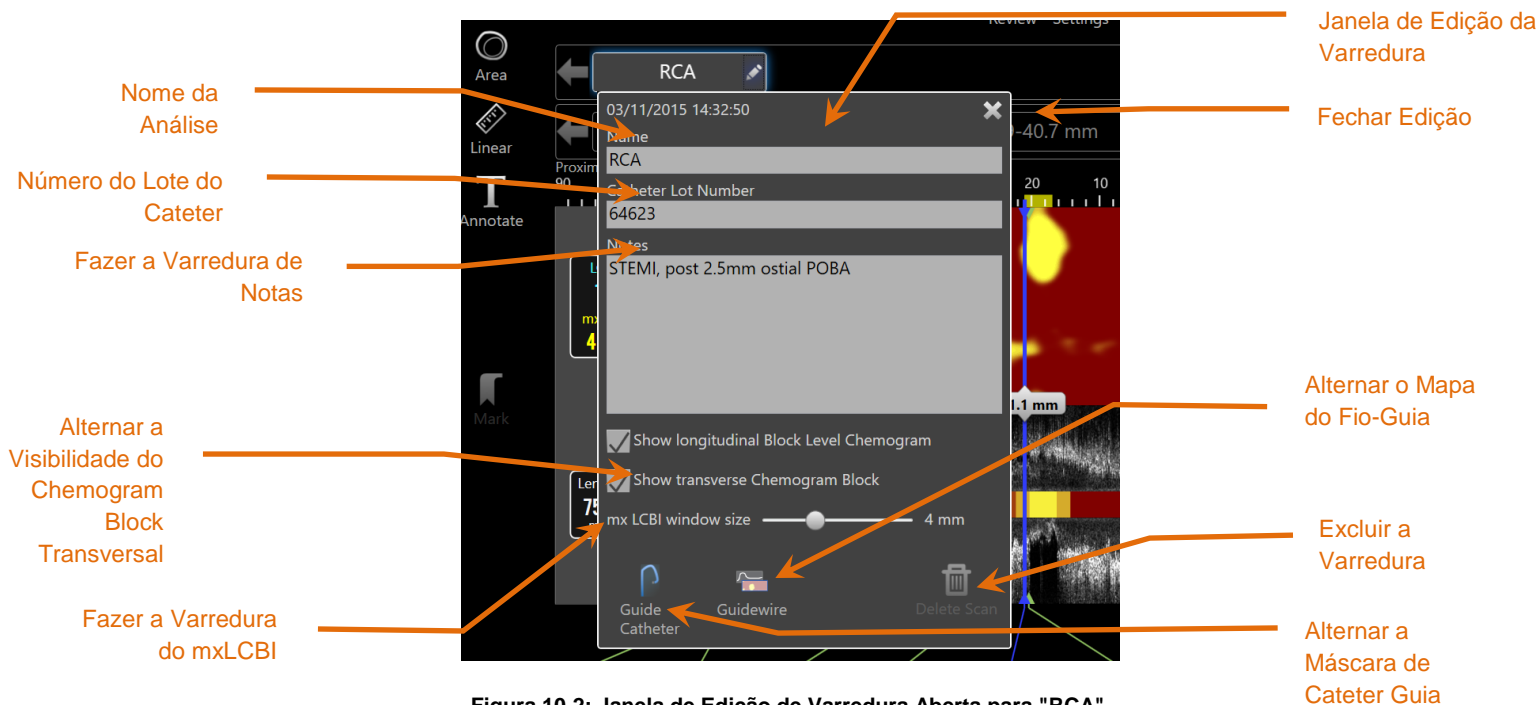 Review Settings
Janela de Edição da
Varredura
Area
RCA
Nome da
Análise
03/11/2015 14:32:50
Fechar Edição
Name
-40.7 mm
Linear
RCA
Número do Lote do
Cateter
90
Catheter Lot Number
20
10
Annotate
64623
Fazer a Varredura de
Notas
Notes
STEMI, post 2.5mm ostial POBA
Alternar o Mapa
do Fio-Guia
1.1 mm
Mark
Alternar a
Visibilidade do
Chemogram
Block
Transversal
Show longitudinal Block Level Chemogram
Show transverse Chemogram Block
mx LCBI window size
4 mm
Excluir a
Varredura
Fazer a Varredura
do mxLCBI
Guide
Catheter
Guidewire
Delete Scan
Alternar a
Máscara de
Cateter Guia
Figura 10-2: Janela de Edição de Varredura Aberta para "RCA"